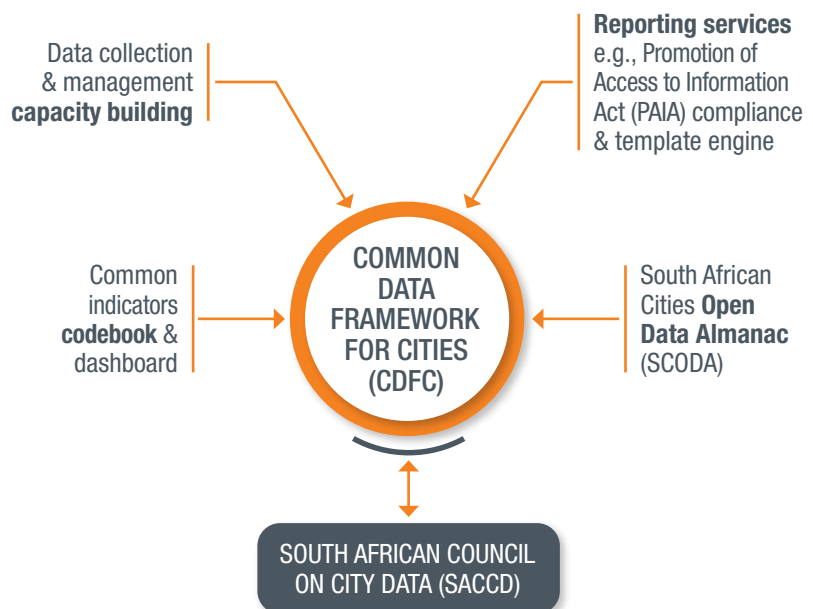 Data collection
& management
capacity building
Reporting services
e.g., Promotion of
Access to Information
Act (PAIA) compliance
& template engine
Common
indicators
codebook &
dashboard
COMMON
DATA
FRAMEWORK
FOR CITIES
(CDFC)
South African
Cities Open
Data Almanac
(SCODA)
SOUTH AFRICAN COUNCIL
ON CITY DATA (SACCD)